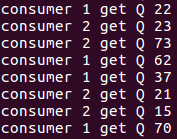 consumer 1 get Q 22
consumer 2 get Q 23
consumer 2 get Q 73
consumer 1 get Q 62
consumer 1 get Q 37
consumer 2 get Q 21
consumer 2 get Q 15
consumer 1 get Q 70